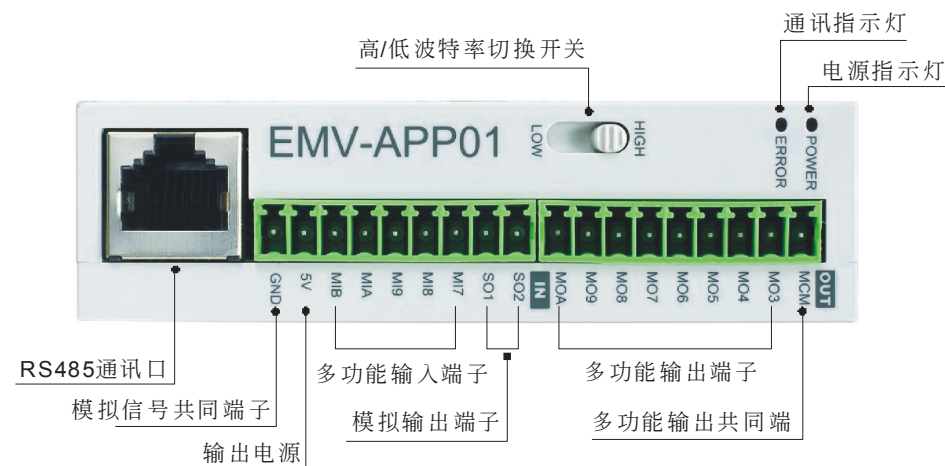 通讯指示灯
高/低波特率切换开关
电源指示灯
EMV-APP01
LOW
HIGH
ERROR
POWER
GND
5V
MIB
MIA
MI9
MI8
MI7
SO1
SO2
IN
MOA
MO9
MO8
MO7
MO6
MO5
MO4
MO3
MCM
OUT
RS485通讯口
多功能输入端子
多功能输出端子
模拟信号共同端子
模拟输出端子
多功能输出共同端
输出电源